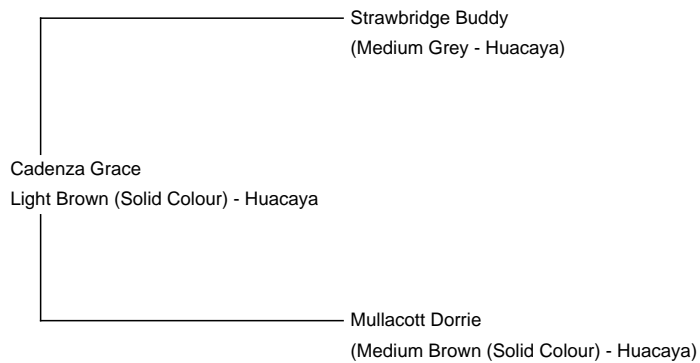 Strawbridge Buddy
(Medium Grey - Huacaya)
Cadenza Grace
Light Brown (Solid Colour) - Huacaya
Mullacott Dorrie
(Medium Brown (Solid Colour) - Huacaya)